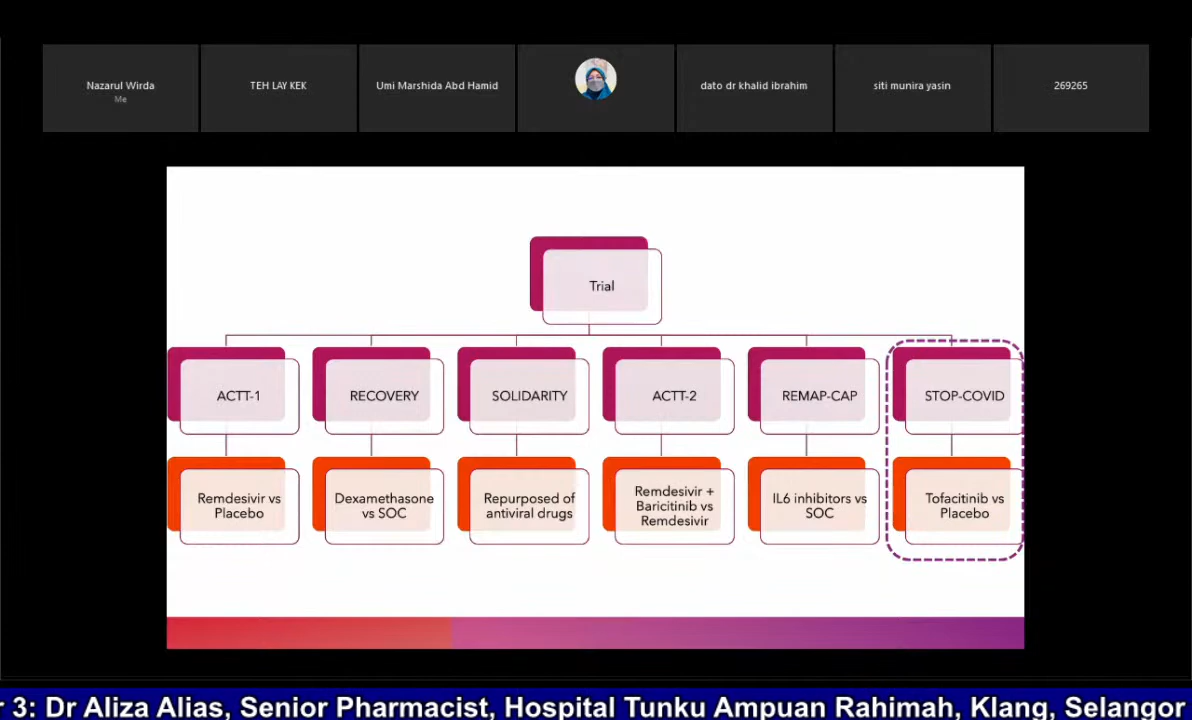 Nazarul Wirda
Me
TEH LAY KEK
Umi Marshida Abd Hamid
dato dr khalid ibrahim
siti munira yasin
269265
Trial
ACTT-1
RECOVERY
SOLIDARITY
ACTT-2
REMAP-CAP
STOP-COVID
Remdesivir vs
Placebo
Dexamethasone
vs SOC
Repurposed of
antiviral drugs
Remdesivir +
Baricitinib vs
Remdesivir
IL6 inhibitors vs
SOC
Tofacitinib vs
Placebo
r 3: Dr Aliza Alias, Senior Pharmacist, Hospital Tunku Ampuan Rahimah, Klang, Selangor